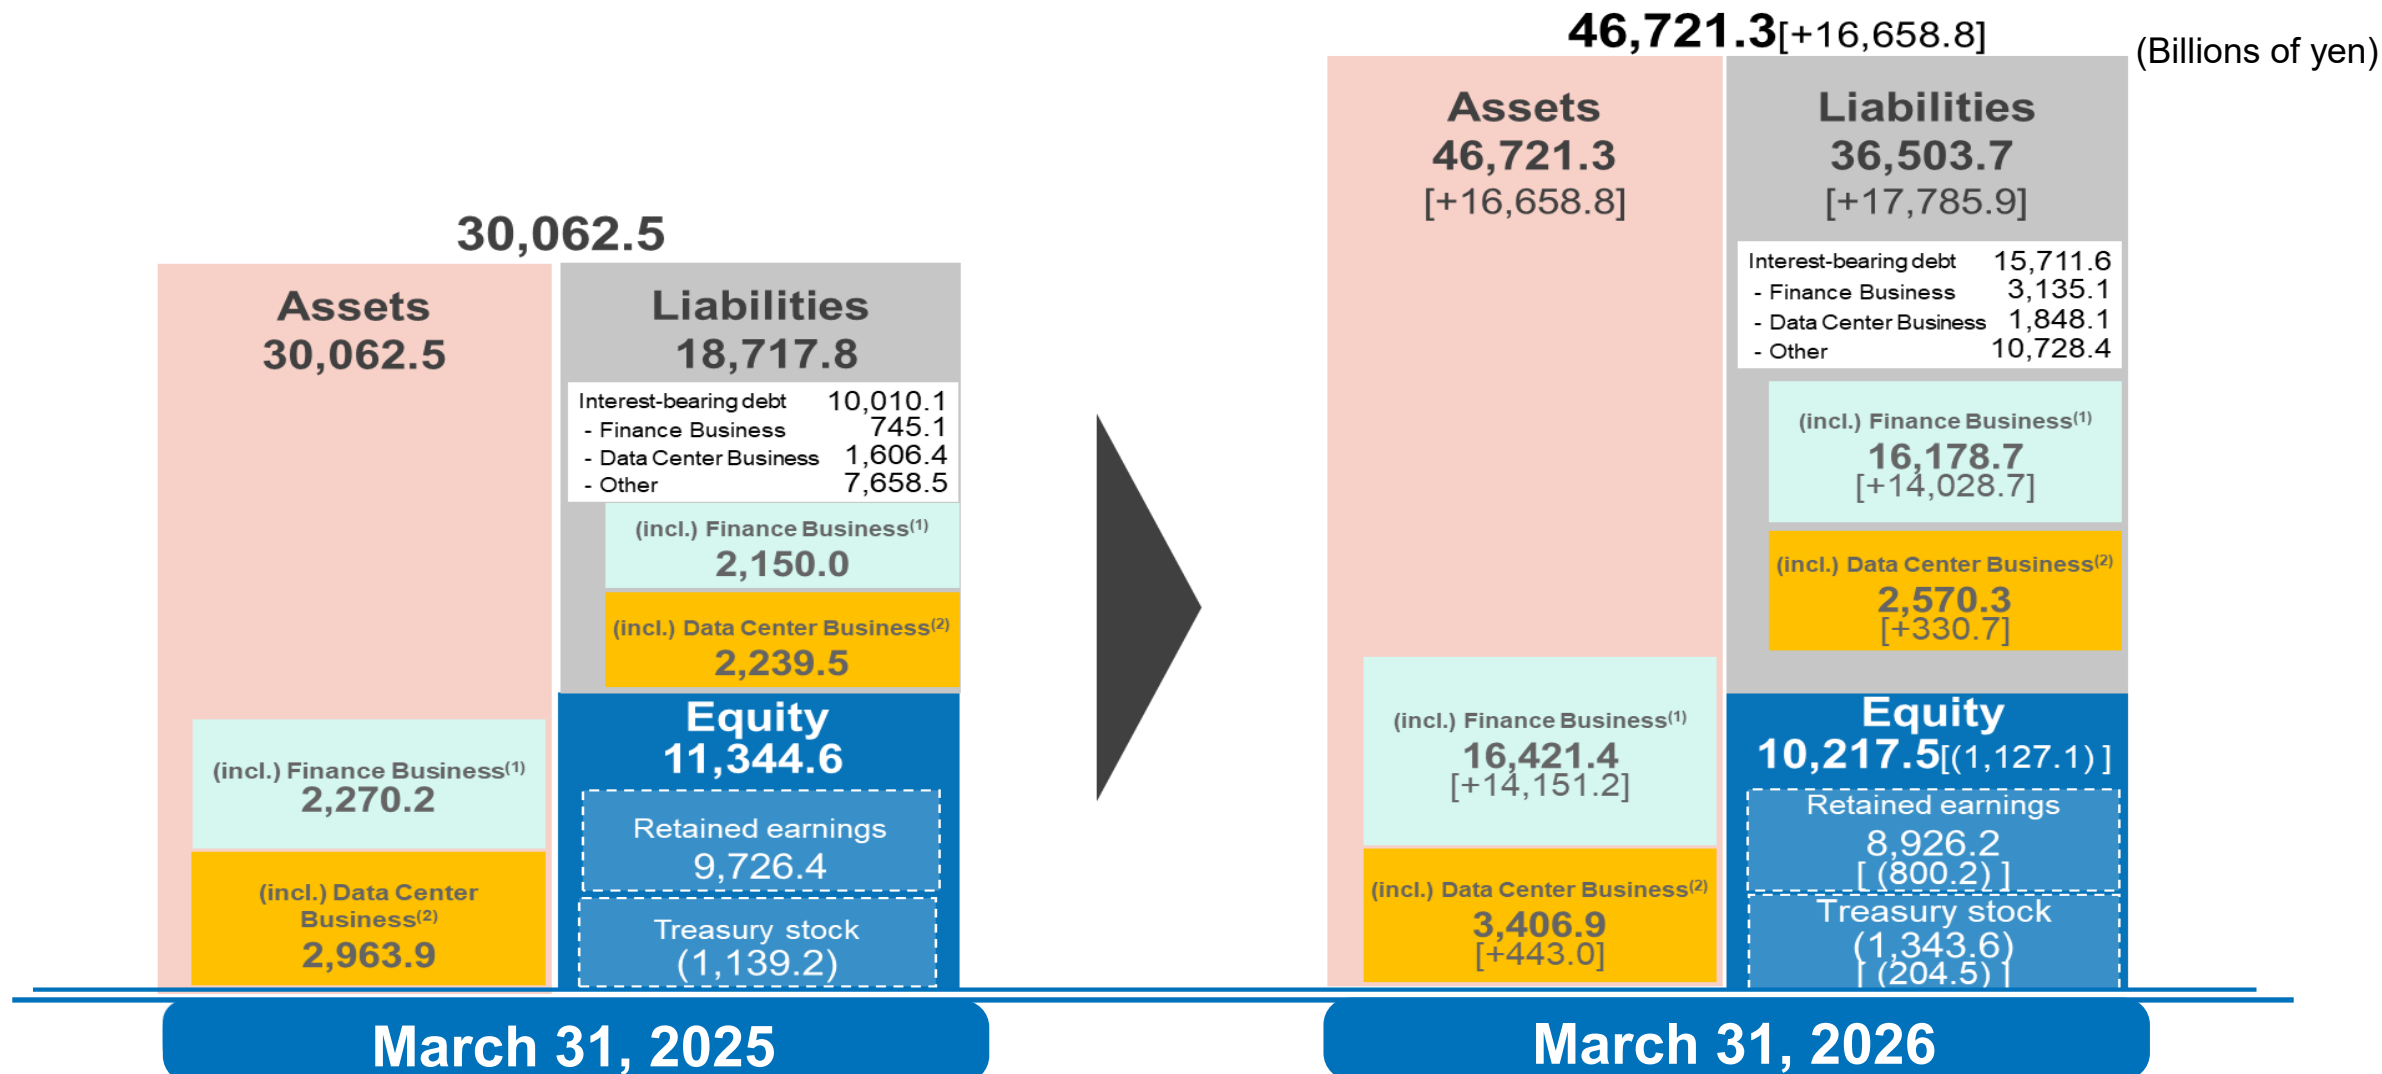 46,721.3[+16,658.8]
(Billions of yen)
30,062.5
Assets
30,062.5
(incl.) Finance Business(1)
2,270.2
(incl.) Data Center
Business(2)
2,963.9
Liabilities
18,717.8
Interest-bearing debt 10,010.1
- Finance Business 745.1
- Data Center Business 1,606.4
- Other 7,658.5
(incl.) Finance Business(1)
2,150.0
(incl.) Data Center Business(2)
2,239.5
Equity
11,344.6
Retained earnings
9,726.4
Treasury stock
(1,139.2)
March 31, 2025
Assets
46,721.3
[+16,658.8]
(incl.) Finance Business(1)
16,421.4
[+14,151.2]
(incl.) Data Center Business(2)
3,406.9
[+443.0]
Liabilities
36,503.7
[+17,785.9]
Interest-bearing debt 15,711.6
- Finance Business 3,135.1
- Data Center Business 1,848.1
- Other 10,728.4
(incl.) Finance Business(1)
16,178.7
[+14,028.7]
(incl.) Data Center Business(2)
2,570.3
[+330.7]
Equity
10,217.5[(1,127.1) ]
Retained earnings
8,926.2
[ (800.2) ]
Treasury stock
(1,343.6)
[ (204.5) ]
March 31, 2026